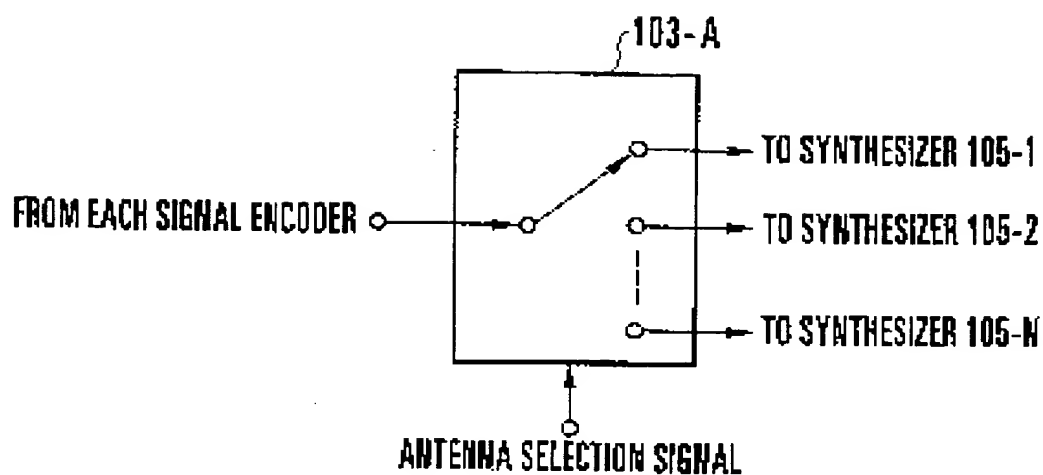 103-A
TO SYNTHESIZER 105-1
FROM EACH SIGNAL ENCODER
TO SYNTHESIZER 105-2
TO SYNTHESIZER 105-N
ANTENNA SELECTION SIGNAL